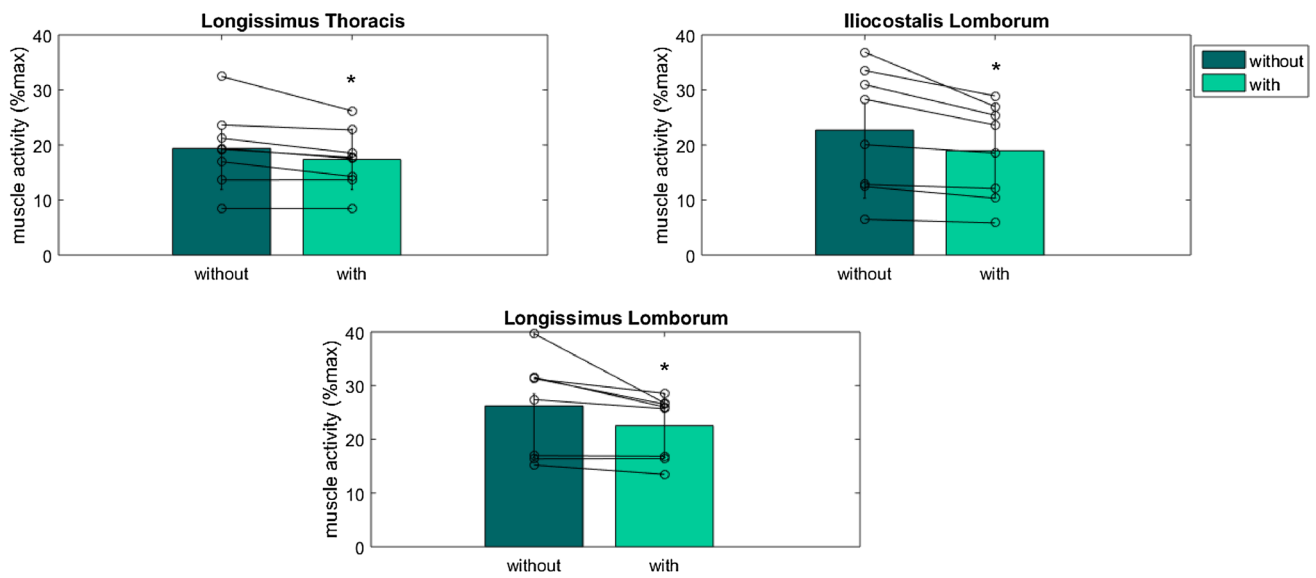 Longissimus Thoracis
muscle activity (%max)
40
30
20
10
0
*
without
with
Iliocostalis Lomborum
muscle activity (%max)
40
30
20
10
0
*
without
with
without
with
Longissimus Lomborum
muscle activity (%max)
40
30
20
10
0
*
without
with